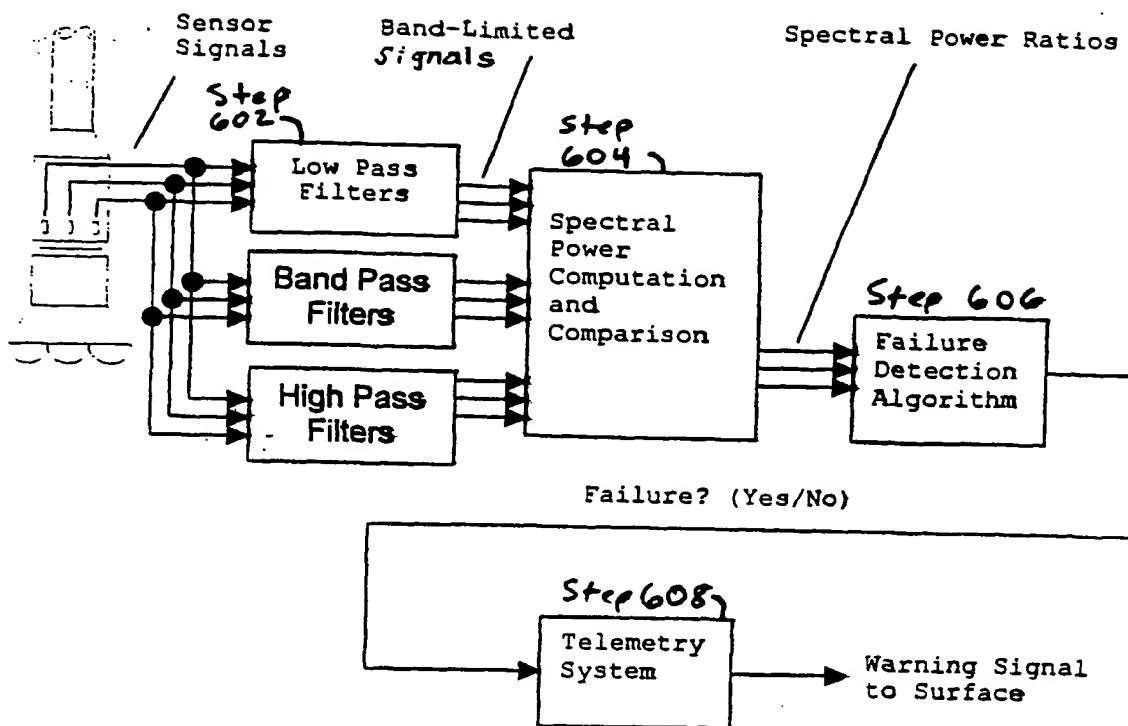 Sensor
Signals
Band-Limited
Signals
Spectral Power Ratios
Step
602
Low Pass
Filters
Step
604
Spectral
Power
Computation
and
Comparison
Band Pass
Filters
High Pass
Filters
Step 606
Failure
Detection
Algorithm
Failure? (Yes/No)
Step 608
Telemetry
System
Warning Signal
to Surface